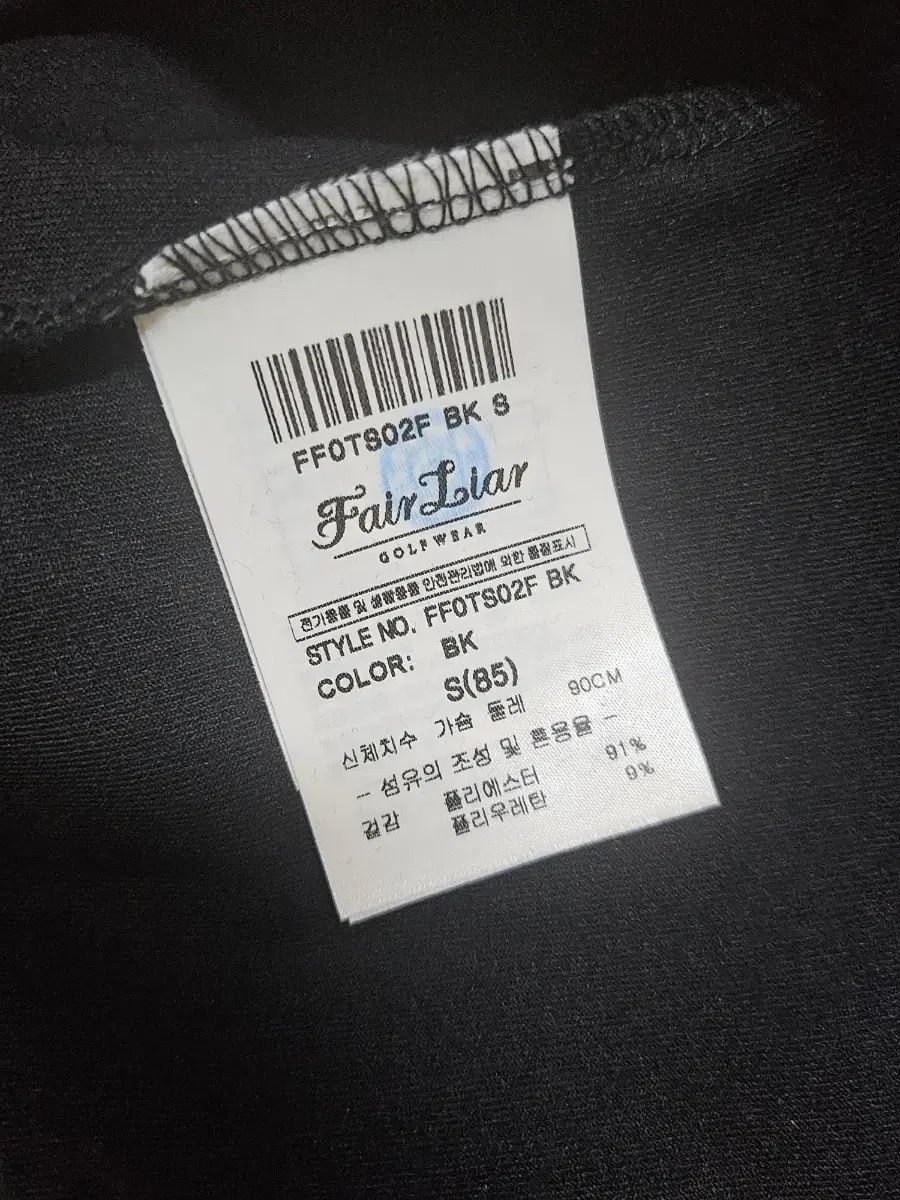 FF0TS02F BK S
Fair Liar
GOLF WEAR
전기용품 및 생활용품 안전관리법에 의한 품질표시
STYLE NO. FF0TS02F BK
COLOR: BK
S(85)
신체치수 가슴 둘레 90CM
- 섬유의 조성 및 혼용율 -
겉감 폴리에스터 91%
폴리우레탄 9%